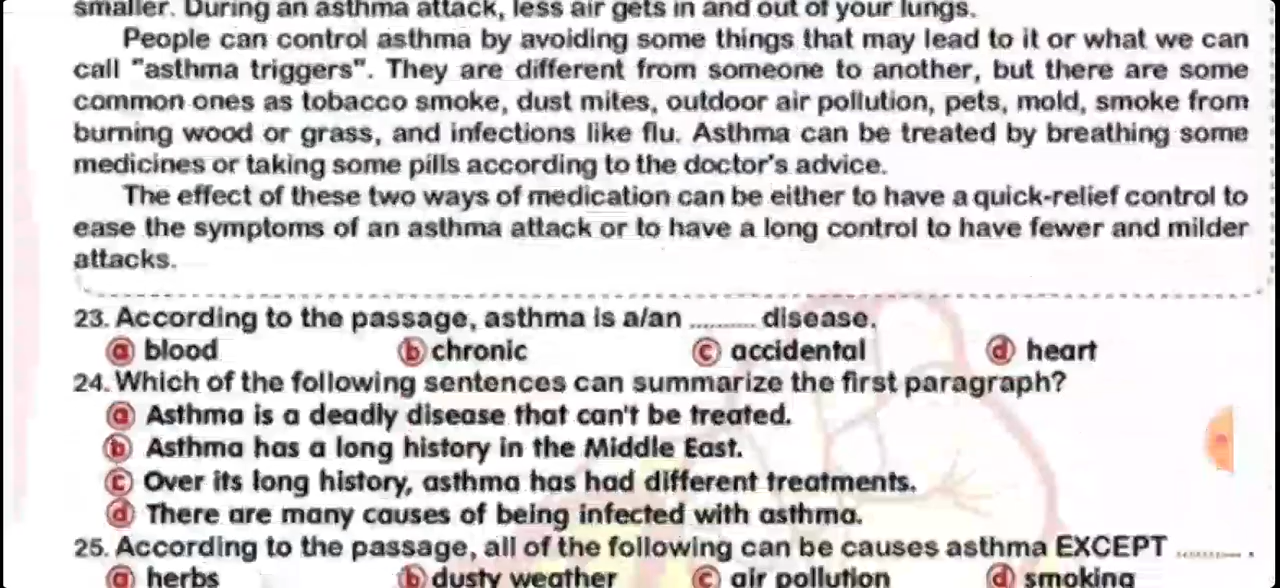 smaller. During an asthma attack, less air gets in and out of your lungs.
People can control asthma by avoiding some things that may lead to it or what we can
call "asthma triggers". They are different from someone to another, but there are some
common ones as tobacco smoke, dust mites, outdoor air pollution, pets, mold, smoke from
burning wood or grass, and infections like flu. Asthma can be treated by breathing some
medicines or taking some pills according to the doctor's advice.
The effect of these two ways of medication can be either to have a quick-relief control to
ease the symptoms of an asthma attack or to have a long control to have fewer and milder
attacks.
23. According to the passage, asthma is a/an .......... disease.
a blood b chronic c accidental d heart
24. Which of the following sentences can summarize the first paragraph?
a Asthma is a deadly disease that can't be treated.
b Asthma has a long history in the Middle East.
c Over its long history, asthma has had different treatments.
d There are many causes of being infected with asthma.
25. According to the passage, all of the following can be causes asthma EXCEPT .......... .
a herbs b dusty weather c air pollution d smoking